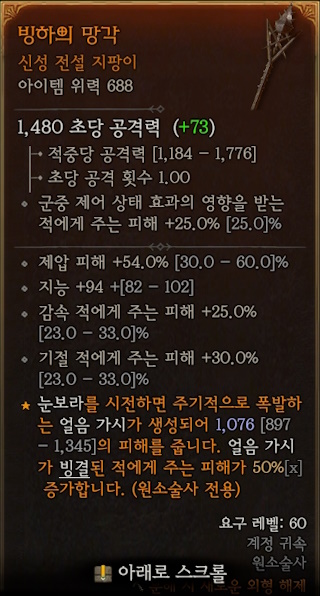 빙하의 망각
신성 전설 지팡이
아이템 위력 688
1,480 초당 공격력 (+73)
적중당 공격력 [1,184 - 1,776]
초당 공격 횟수 1.00
군중 제어 상태 효과의 영향을 받는
적에게 주는 피해 +25.0% [25.0]%
제압 피해 +54.0% [30.0 - 60.0]%
지능 +94 +[82 - 102]
감속 적에게 주는 피해 +25.0%
[23.0 - 33.0]%
기절 적에게 주는 피해 +30.0%
[23.0 - 33.0]%
★ 눈보라를 시전하면 주기적으로 폭발하
는 얼음 가시가 생성되어 1,076 [897
- 1,345]의 피해를 줍니다. 얼음 가시
가 빙결된 적에게 주는 피해가 50%[x]
증가합니다. (원소술사 전용)
요구 레벨: 60
계정 귀속
원소술사
아래로 스크롤
새로운 외형 해제